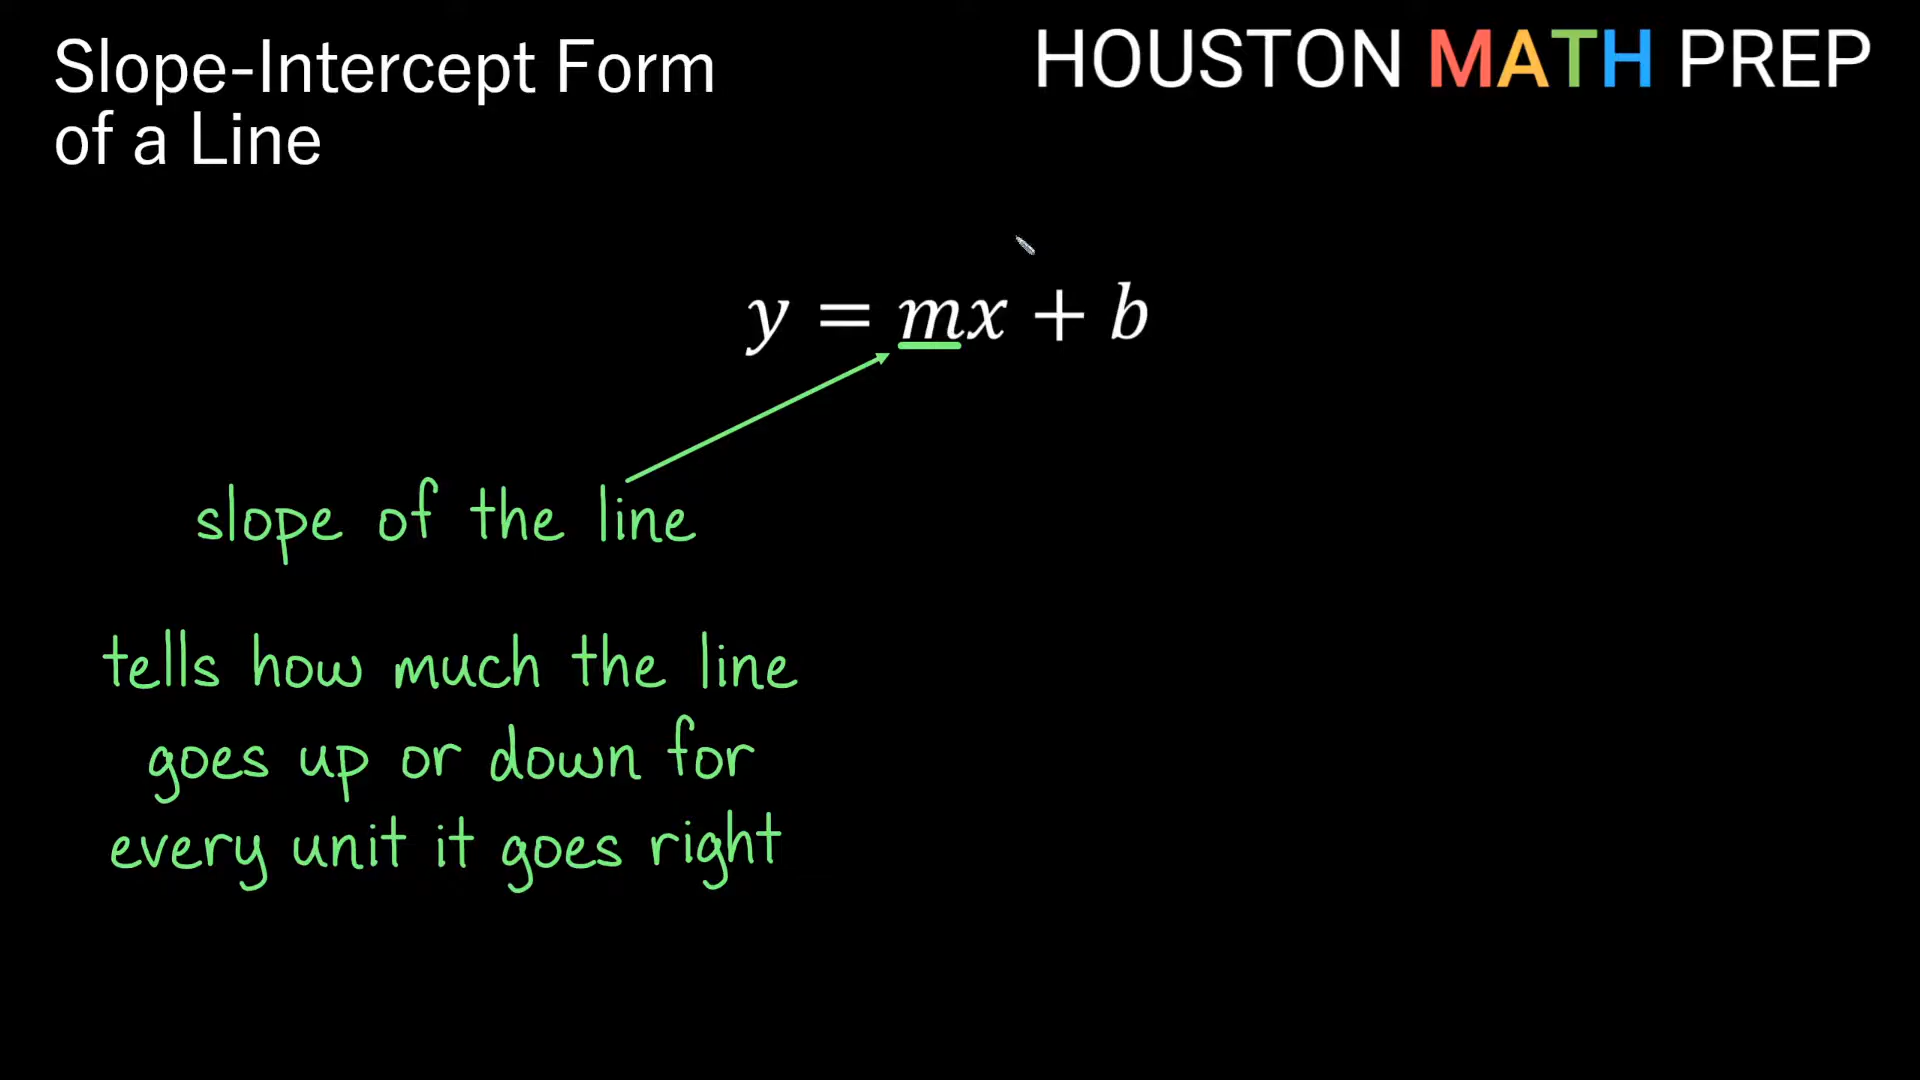 Slope-Intercept Form
of a Line
HOUSTON MATH PREP
y = mx + b
slope of the line
tells how much the line
goes up or down for
every unit it goes right